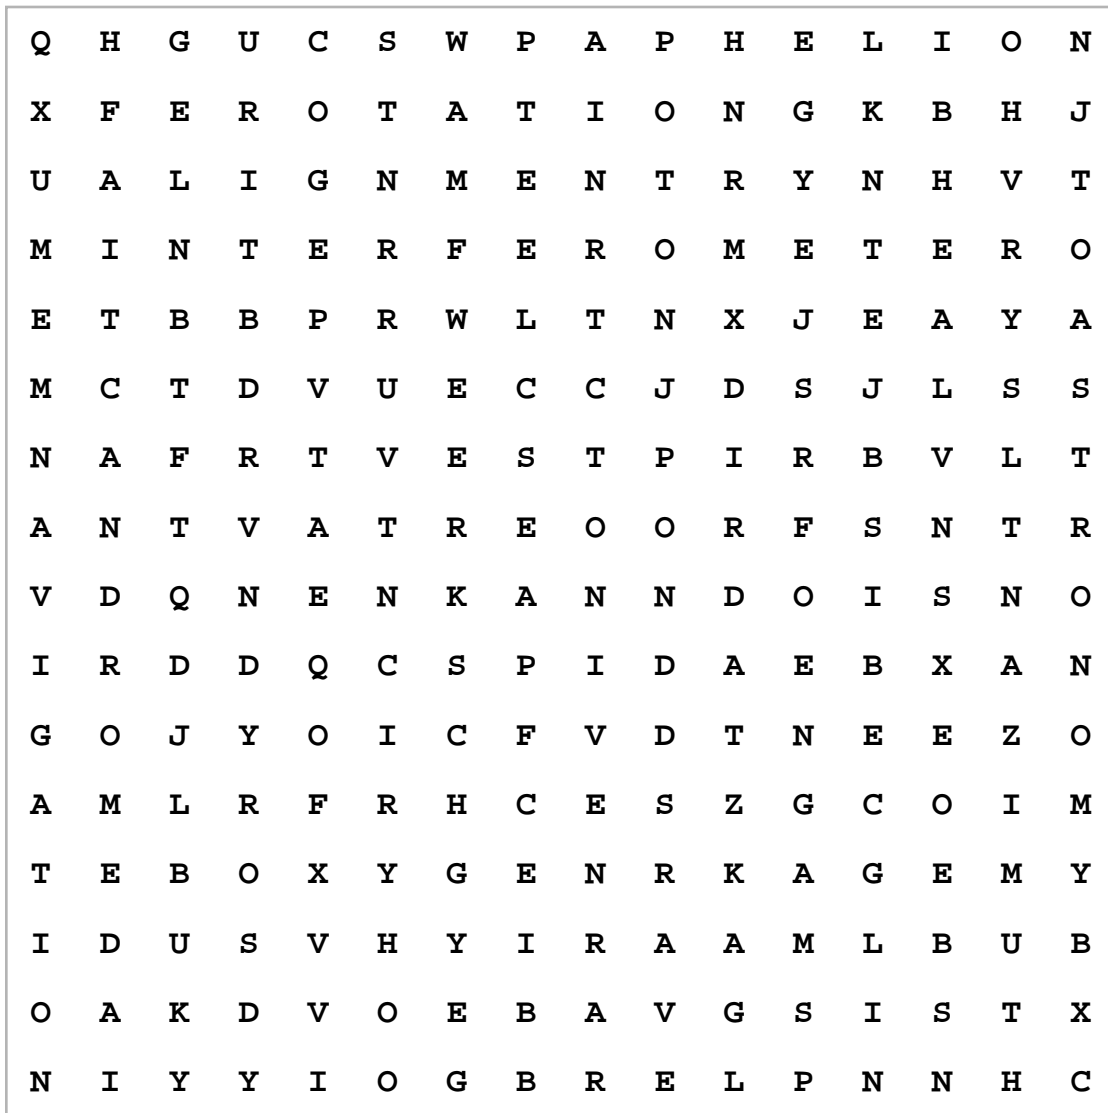 Q H G U C S W P A P H E L I O N
X F E R O T A T I O N G K B H J
U A L I G N M E N T R Y N H V T
M I N T E R F E R O M E T E R O
E T B B P R W L T N X J E A Y A
M C T D V U E C C J D S J L S S
N A F R T V E S T P I R B V L T
A N T V A T R E O O R F S N T R
V D Q N E N K A N N D O I S N O
I R D D Q C S P I D A E B X A N
G O J Y O I C F V D T N E E Z O
A M L R F R H C E S Z G C O I M
T E B O X Y G E N R K A G E M Y
I D U S V H Y I R A A M L B U B
O A K D V O E B A V G S I S T X
N I Y Y I O G B R E L P N N H C